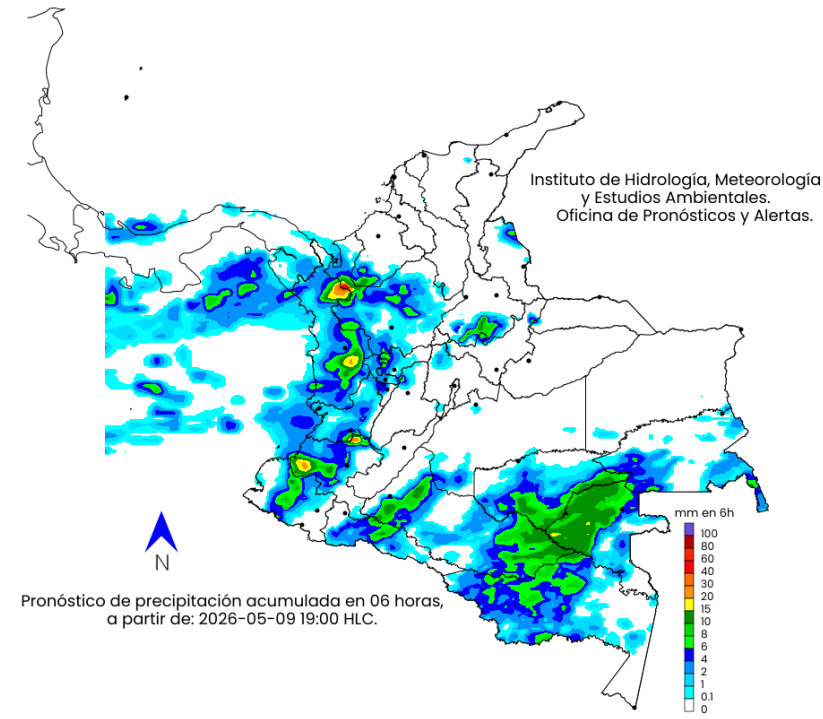 Instituto de Hidrología, Meteorología
y Estudios Ambientales.
Oficina de Pronósticos y Alertas.
N
Pronóstico de precipitación acumulada en 06 horas,
a partir de: 2026-05-09 19:00 HLC.
mm en 6h
100
80
60
40
30
20
15
10
8
6
4
2
1
0.1
0